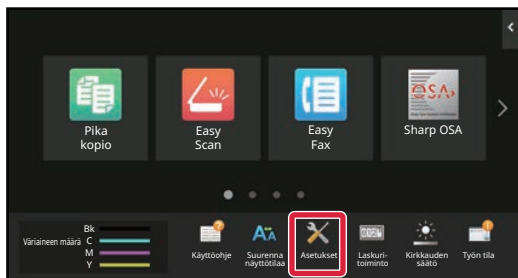 Pika
kopio
Easy
Scan
Easy
Fax
OSA
Sharp OSA
Bk
Väriaineen määrä C
M
Y
Käyttöohje
Suurenna
näyttötilaa
Asetukset
Laskuri-
toiminto
Kirkkauden
säätö
Työn tila